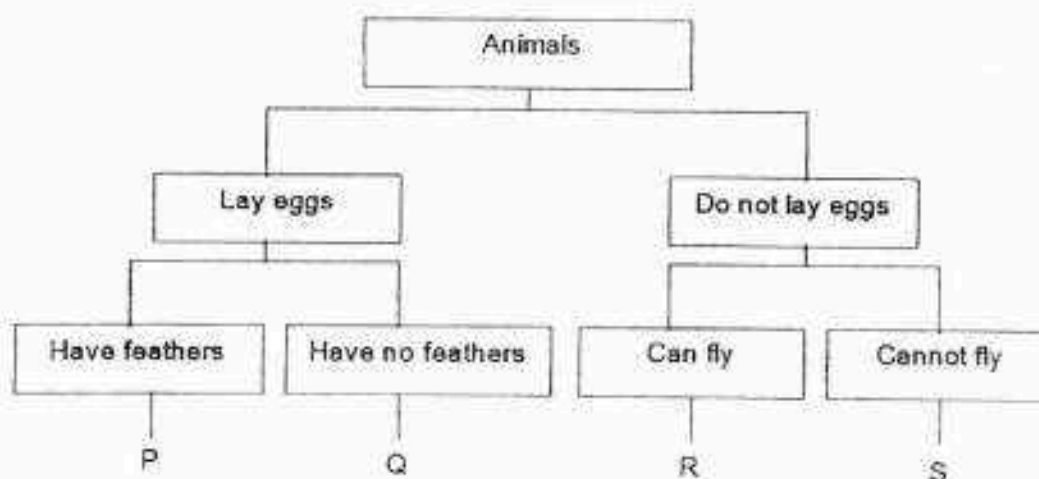 Animals
Lay eggs
Do not lay eggs
Have feathers
Have no feathers
Can fly
Cannot fly
P
Q
R
S